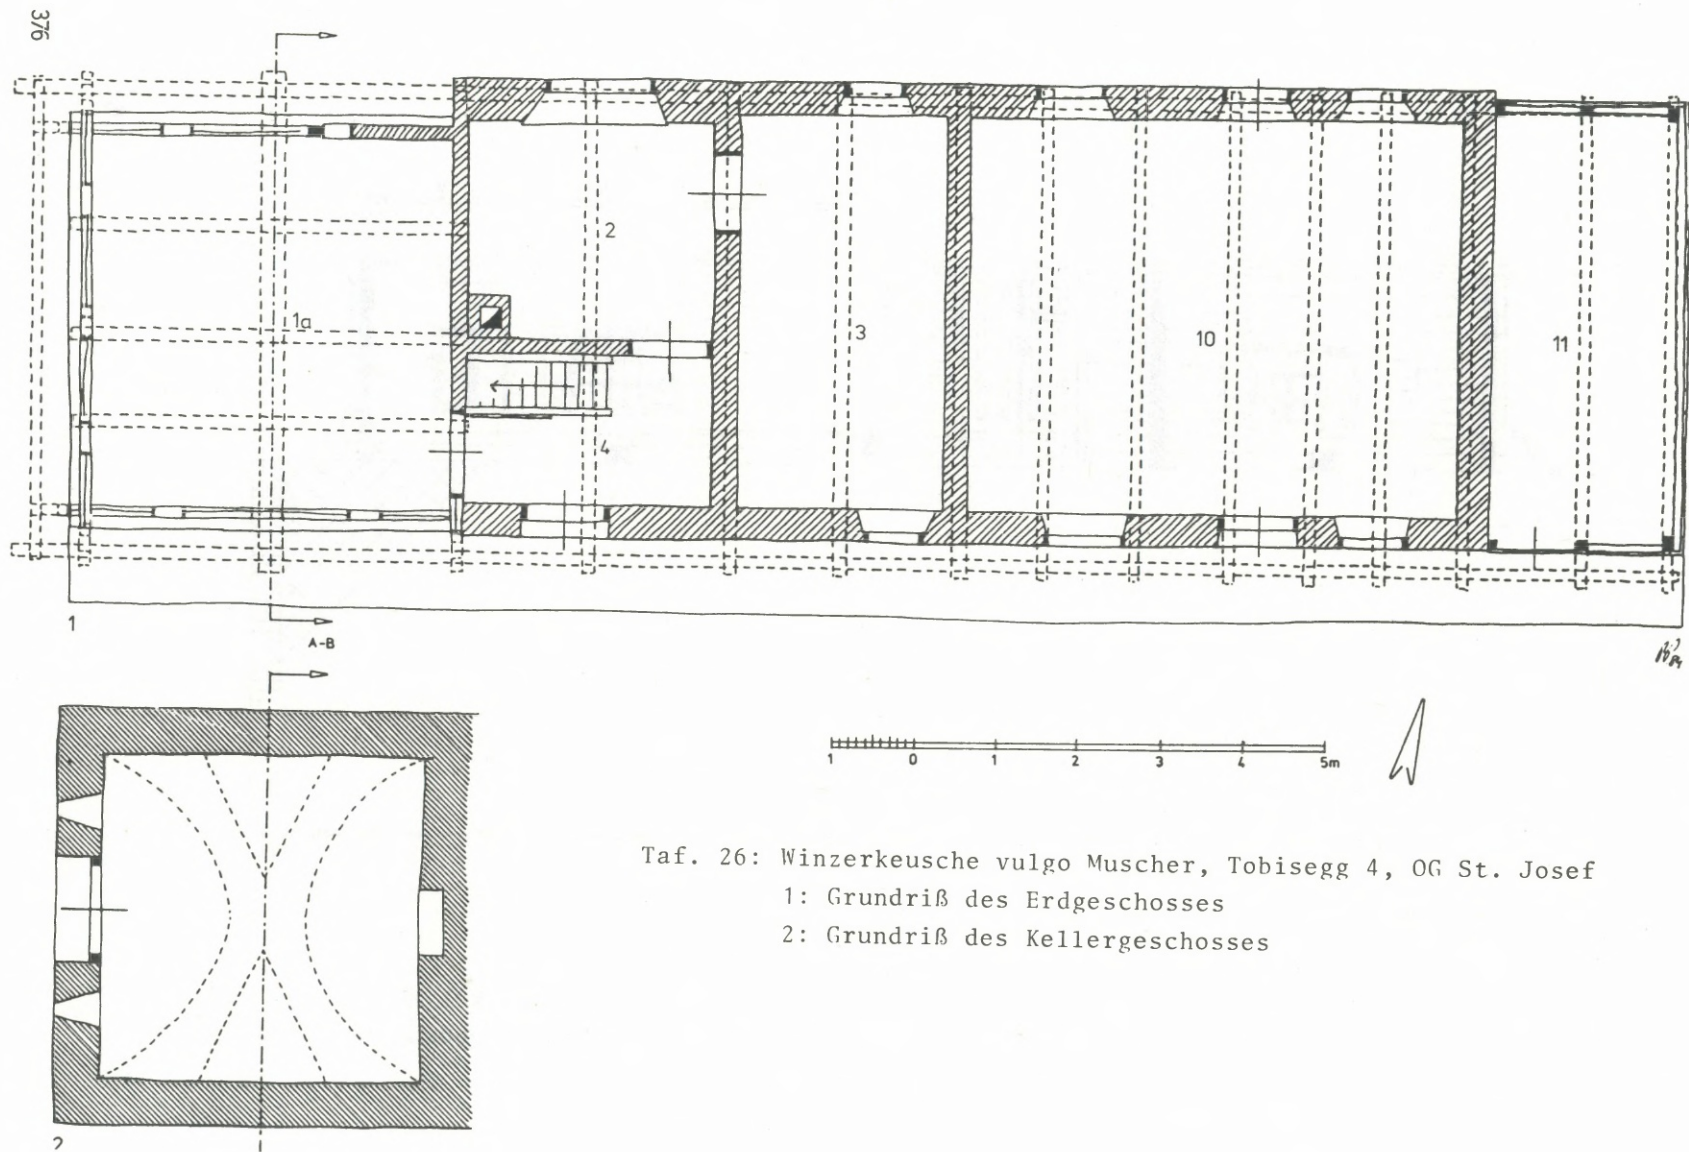 376
1a
2
3
4
10
11
1
A-B
2
1 0 1 2 3 4 5m
Taf. 26: Winzerkeusche vulgo Muscher, Tobisegg 4, OG St. Josef
1: Grundriß des Erdgeschosses
2: Grundriß des Kellergeschosses